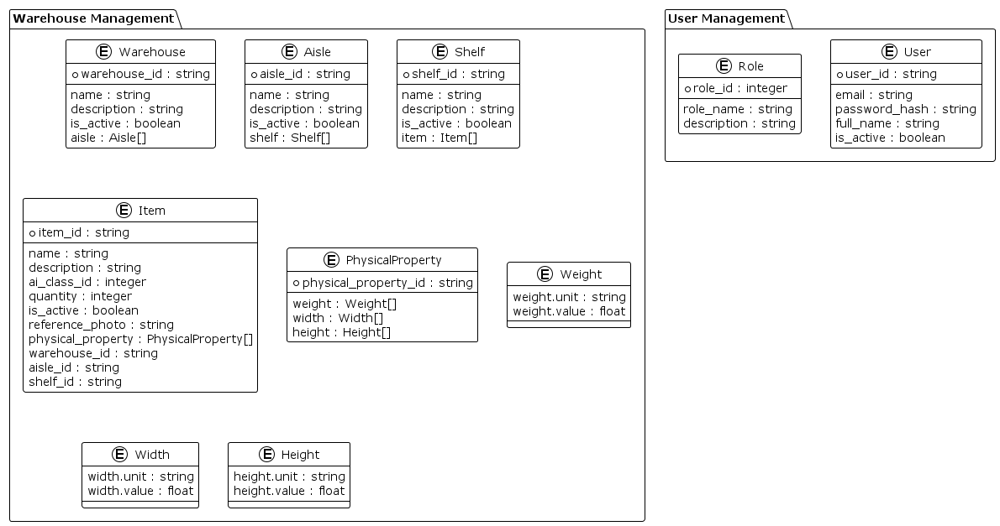 Warehouse Management
E Warehouse
warehouse_id : string
name : string
description : string
is_active : boolean
aisle : Aisle[]
E Aisle
aisle_id : string
name : string
description : string
is_active : boolean
shelf : Shelf[]
E Shelf
shelf_id : string
name : string
description : string
is_active : boolean
item : Item[]
E Item
item_id : string
name : string
description : string
ai_class_id : integer
quantity : integer
is_active : boolean
reference_photo : string
physical_property : PhysicalProperty[]
warehouse_id : string
aisle_id : string
shelf_id : string
E PhysicalProperty
physical_property_id : string
weight : Weight[]
width : Width[]
height : Height[]
E Weight
weight.unit : string
weight.value : float
E Width
width.unit : string
width.value : float
E Height
height.unit : string
height.value : float
User Management
E Role
role_id : integer
role_name : string
description : string
E User
user_id : string
email : string
password_hash : string
full_name : string
is_active : boolean